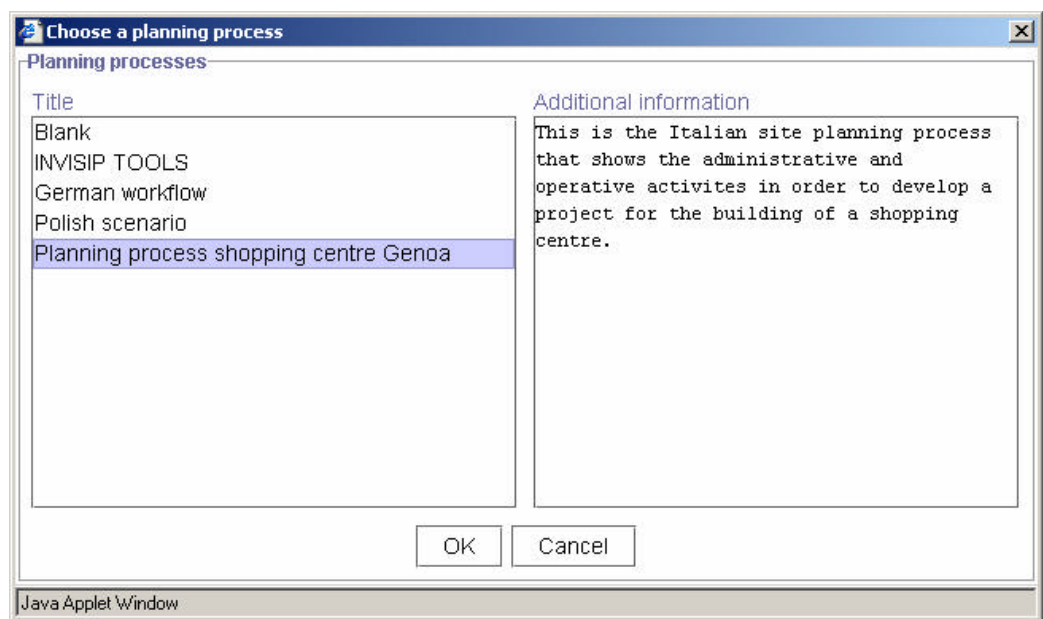 Choose a planning process
Planning processes
Title
Blank
INVISIP TOOLS
German workflow
Polish scenario
Planning process shopping centre Genoa
Additional information
This is the Italian site planning process
that shows the administrative and
operative activites in order to develop a
project for the building of a shopping
centre.
OK
Cancel
Java Applet Window